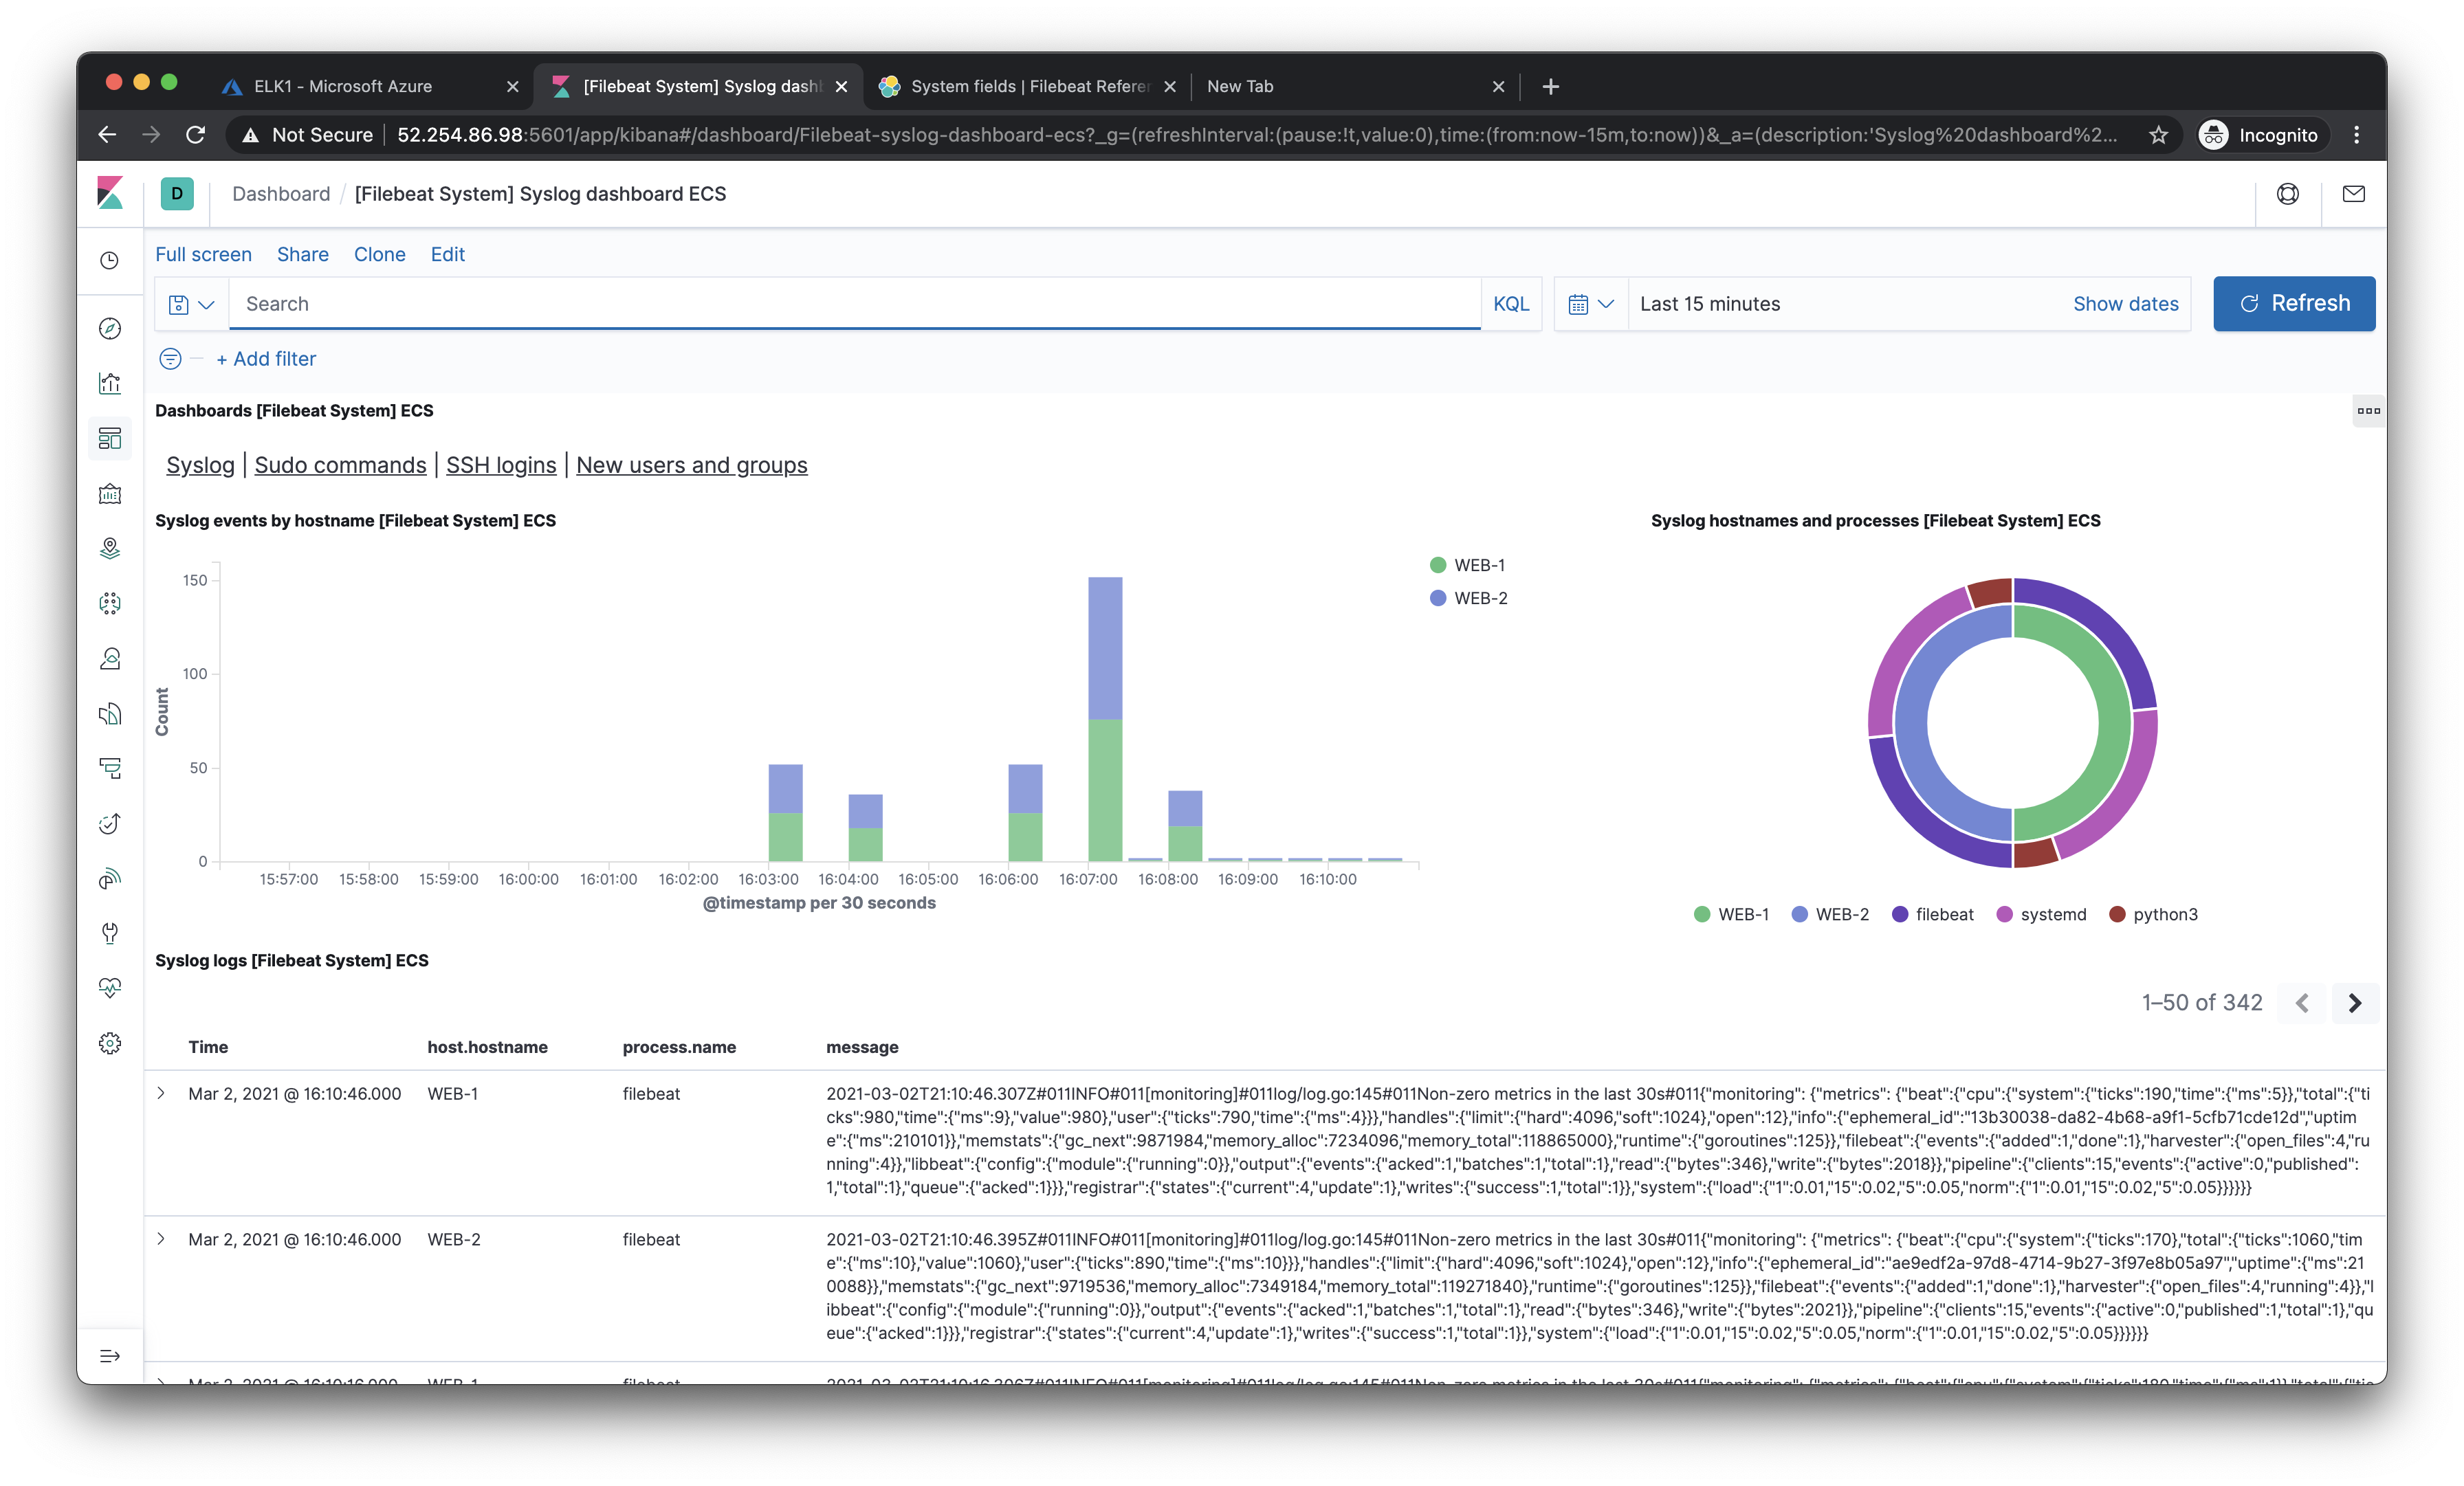 ELK1 - Microsoft Azure
[Filebeat System] Syslog dashb
System fields | Filebeat Referer
New Tab
Not Secure
52.254.86.98:5601/app/kibana#/dashboard/Filebeat-syslog-dashboard-ecs?_g=(refreshInterval:(pause:!t,value:0),time:(from:now-15m,to:now))&_a=(description:'Syslog%20dashboard%2...
Incognito
D
Dashboard / [Filebeat System] Syslog dashboard ECS
Full screen Share Clone Edit
Search
KQL
Last 15 minutes
Show dates
Refresh
+ Add filter
Dashboards [Filebeat System] ECS
Syslog | Sudo commands | SSH logins | New users and groups
Syslog events by hostname [Filebeat System] ECS
150
100
50
0
Count
15:57:00 15:58:00 15:59:00 16:00:00 16:01:00 16:02:00 16:03:00 16:04:00 16:05:00 16:06:00 16:07:00 16:08:00 16:09:00 16:10:00
@timestamp per 30 seconds
WEB-1
WEB-2
Syslog hostnames and processes [Filebeat System] ECS
WEB-1 WEB-2 filebeat systemd python3
Syslog logs [Filebeat System] ECS
1–50 of 342
Time host.hostname process.name message
Mar 2, 2021 @ 16:10:46.000 WEB-1 filebeat
2021-03-02T21:10:46.307Z#011INFO#011[monitoring]#011log/log.go:145#011Non-zero metrics in the last 30s#011{"monitoring": {"metrics": {"beat":{"cpu":{"system":{"ticks":190,"time":{"ms":5}},"total":{"ti
cks":980,"time":{"ms":9},"value":980},"user":{"ticks":790,"time":{"ms":4}}},"handles":{"limit":{"hard":4096,"soft":1024},"open":12},"info":{"ephemeral_id":"13b30038-da82-4b68-a9f1-5cfb71cde12d","uptim
e":{"ms":210101}},"memstats":{"gc_next":9871984,"memory_alloc":7234096,"memory_total":118865000},"runtime":{"goroutines":125}},"filebeat":{"events":{"added":1,"done":1},"harvester":{"open_files":4,"ru
nning":4}},"libbeat":{"config":{"module":{"running":0}},"output":{"events":{"acked":1,"batches":1,"total":1},"read":{"bytes":346},"write":{"bytes":2018}},"pipeline":{"clients":15,"events":{"active":0,"published":
1,"total":1},"queue":{"acked":1}}},"registrar":{"states":{"current":4,"update":1},"writes":{"success":1,"total":1}},"system":{"load":{"1":0.01,"15":0.02,"5":0.05,"norm":{"1":0.01,"15":0.02,"5":0.05}}}}}}
Mar 2, 2021 @ 16:10:46.000 WEB-2 filebeat
2021-03-02T21:10:46.395Z#011INFO#011[monitoring]#011log/log.go:145#011Non-zero metrics in the last 30s#011{"monitoring": {"metrics": {"beat":{"cpu":{"system":{"ticks":170},"total":{"ticks":1060,"tim
e":{"ms":10},"value":1060},"user":{"ticks":890,"time":{"ms":10}}},"handles":{"limit":{"hard":4096,"soft":1024},"open":12},"info":{"ephemeral_id":"ae9edf2a-97d8-4714-9b27-3f97e8b05a97","uptime":{"ms":21
0088}},"memstats":{"gc_next":9719536,"memory_alloc":7349184,"memory_total":119271840},"runtime":{"goroutines":125}},"filebeat":{"events":{"added":1,"done":1},"harvester":{"open_files":4,"running":4}},"l
ibbeat":{"config":{"module":{"running":0}},"output":{"events":{"acked":1,"batches":1,"total":1},"read":{"bytes":346},"write":{"bytes":2021}},"pipeline":{"clients":15,"events":{"active":0,"published":1,"total":1},"qu
eue":{"acked":1}}},"registrar":{"states":{"current":4,"update":1},"writes":{"success":1,"total":1}},"system":{"load":{"1":0.01,"15":0.02,"5":0.05,"norm":{"1":0.01,"15":0.02,"5":0.05}}}}}}